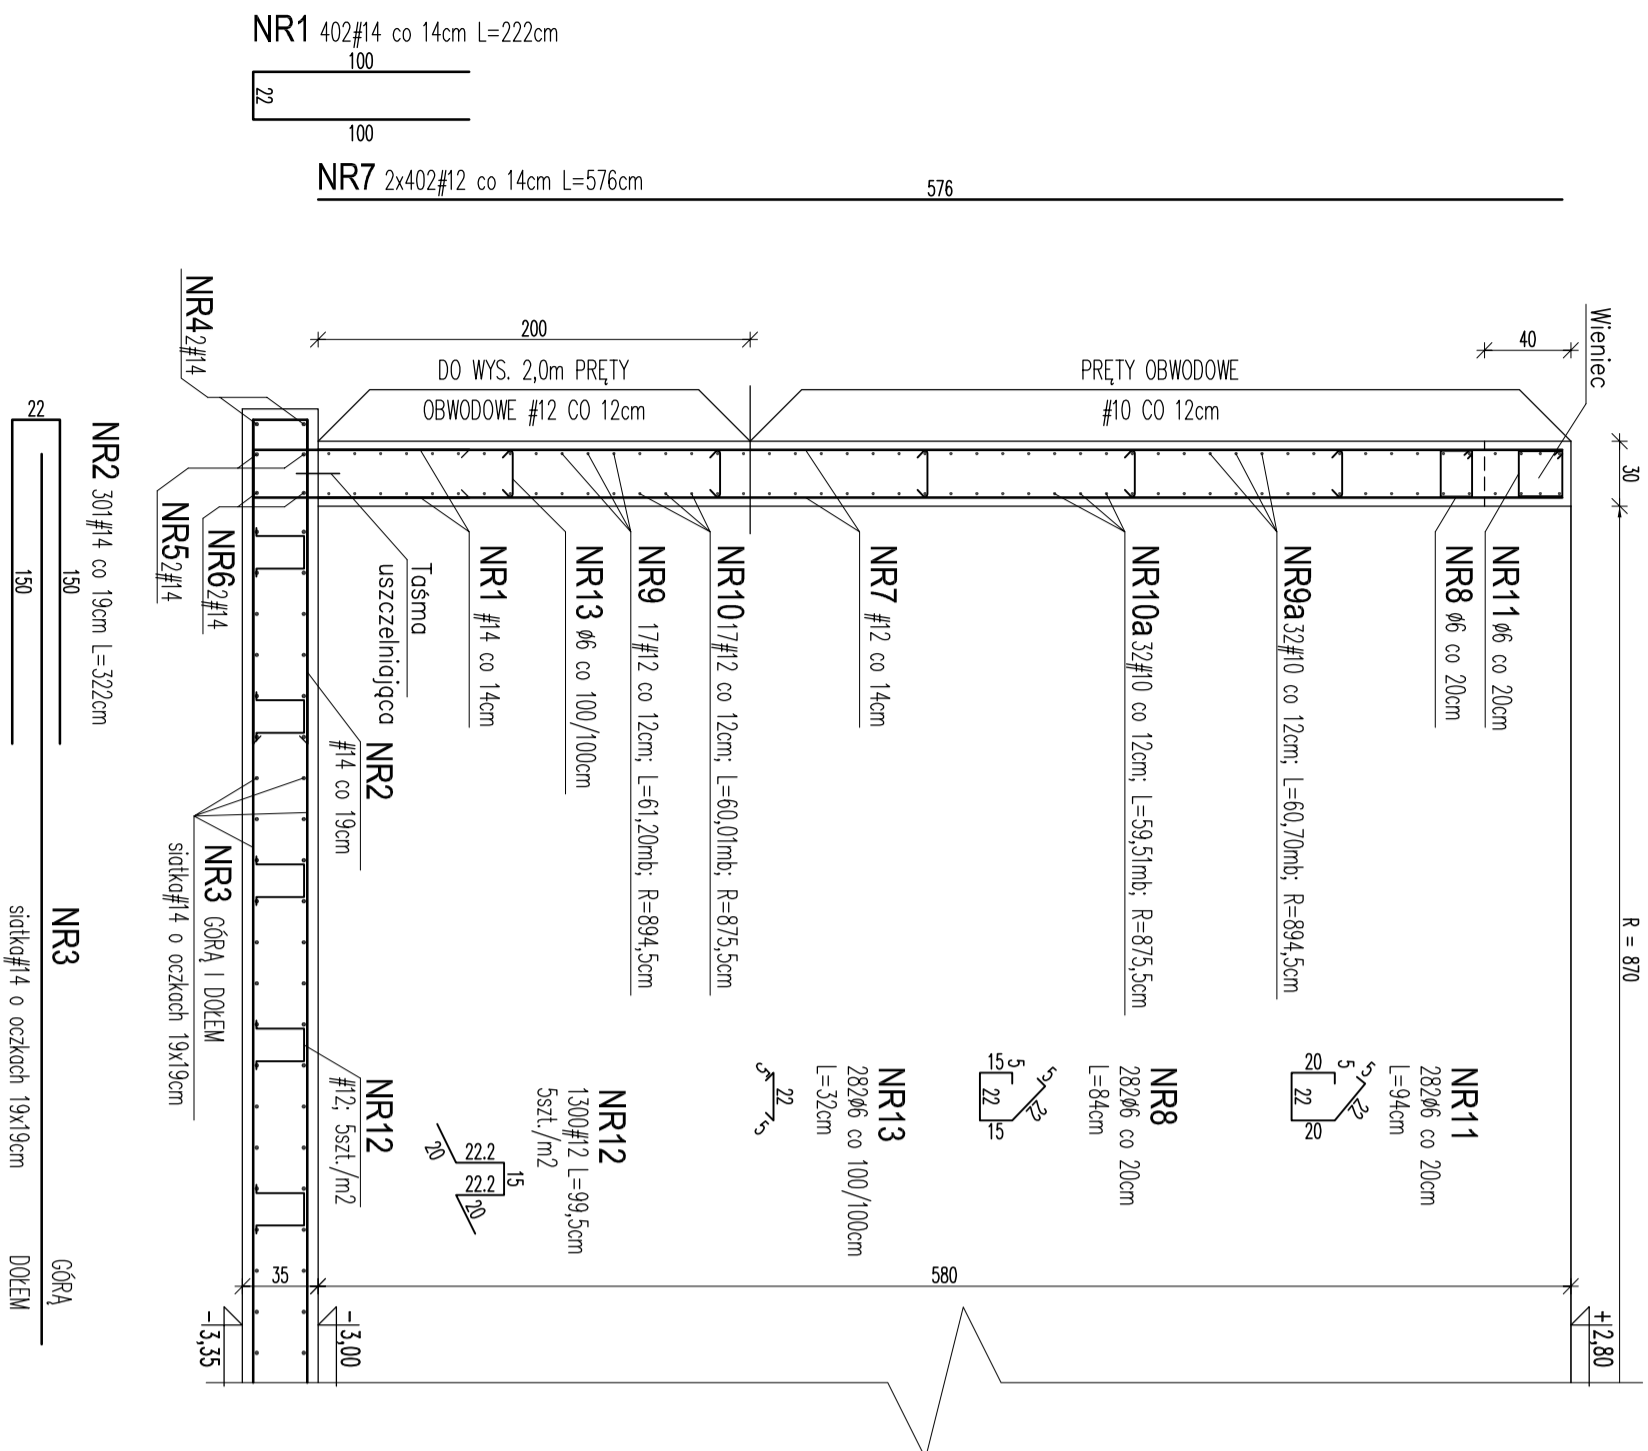 NR1 402#14 co 14cm L=222cm
100
22
100
NR7 2x402#12 co 14cm L=576cm
576
Wieniec
40
200
DO WYS. 2,0m PRĘTY
OBWODOWE #12 CO 12cm
PRĘTY OBWODOWE
#10 CO 12cm
30
R = 870
NR4 2#14
NR5 2#14
NR6 2#14
Taśma
uszczelniająca
NR1 #14 co 14cm
NR13 ø6 co 100/100cm
NR9 17#12 co 12cm; L=61,20mb; R=894,5cm
NR10 17#12 co 12cm; L=60,01mb; R=875,5cm
NR7 #12 co 14cm
NR10a 32#10 co 12cm; L=59,51mb; R=875,5cm
NR9a 32#10 co 12cm; L=60,70mb; R=894,5cm
NR8 ø6 co 20cm
NR11 ø6 co 20cm
NR2
#14 co 19cm
NR3 GÓRĄ I DOŁEM
siatka#14 o oczkach 19x19cm
NR12
#12; 5szt./m2
NR2 301#14 co 19cm L=322cm
22
150
150
NR3
siatka#14 o oczkach 19x19cm
GÓRĄ
DOŁEM
NR12
1300#12 L=99,5cm
5szt./m2
20
22.2
15
22.2
20
NR13
282ø6 co 100/100cm
L=32cm
5
22
5
NR8
282ø6 co 20cm
L=84cm
15
5
5
22
22
15
NR11
282ø6 co 20cm
L=94cm
20
5
5
22
22
20
35
580
-3,35
-3,00
+2,80